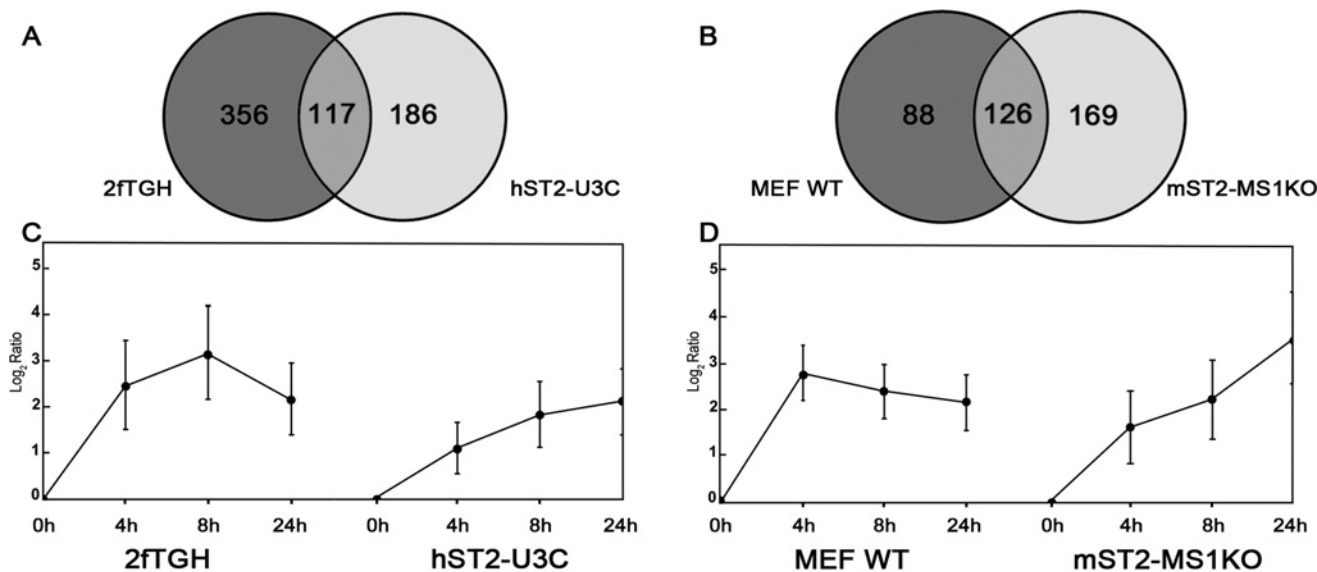 A
356 117 186
2fTGH hST2-U3C
B
88 126 169
MEF WT mST2-MS1KO
C
Log2 Ratio
5
4
3
2
1
0
0h 4h 8h 24h 0h 4h 8h 24h
2fTGH hST2-U3C
D
Log2 Ratio
5
4
3
2
1
0
0h 4h 8h 24h 0h 4h 8h 24h
MEF WT mST2-MS1KO